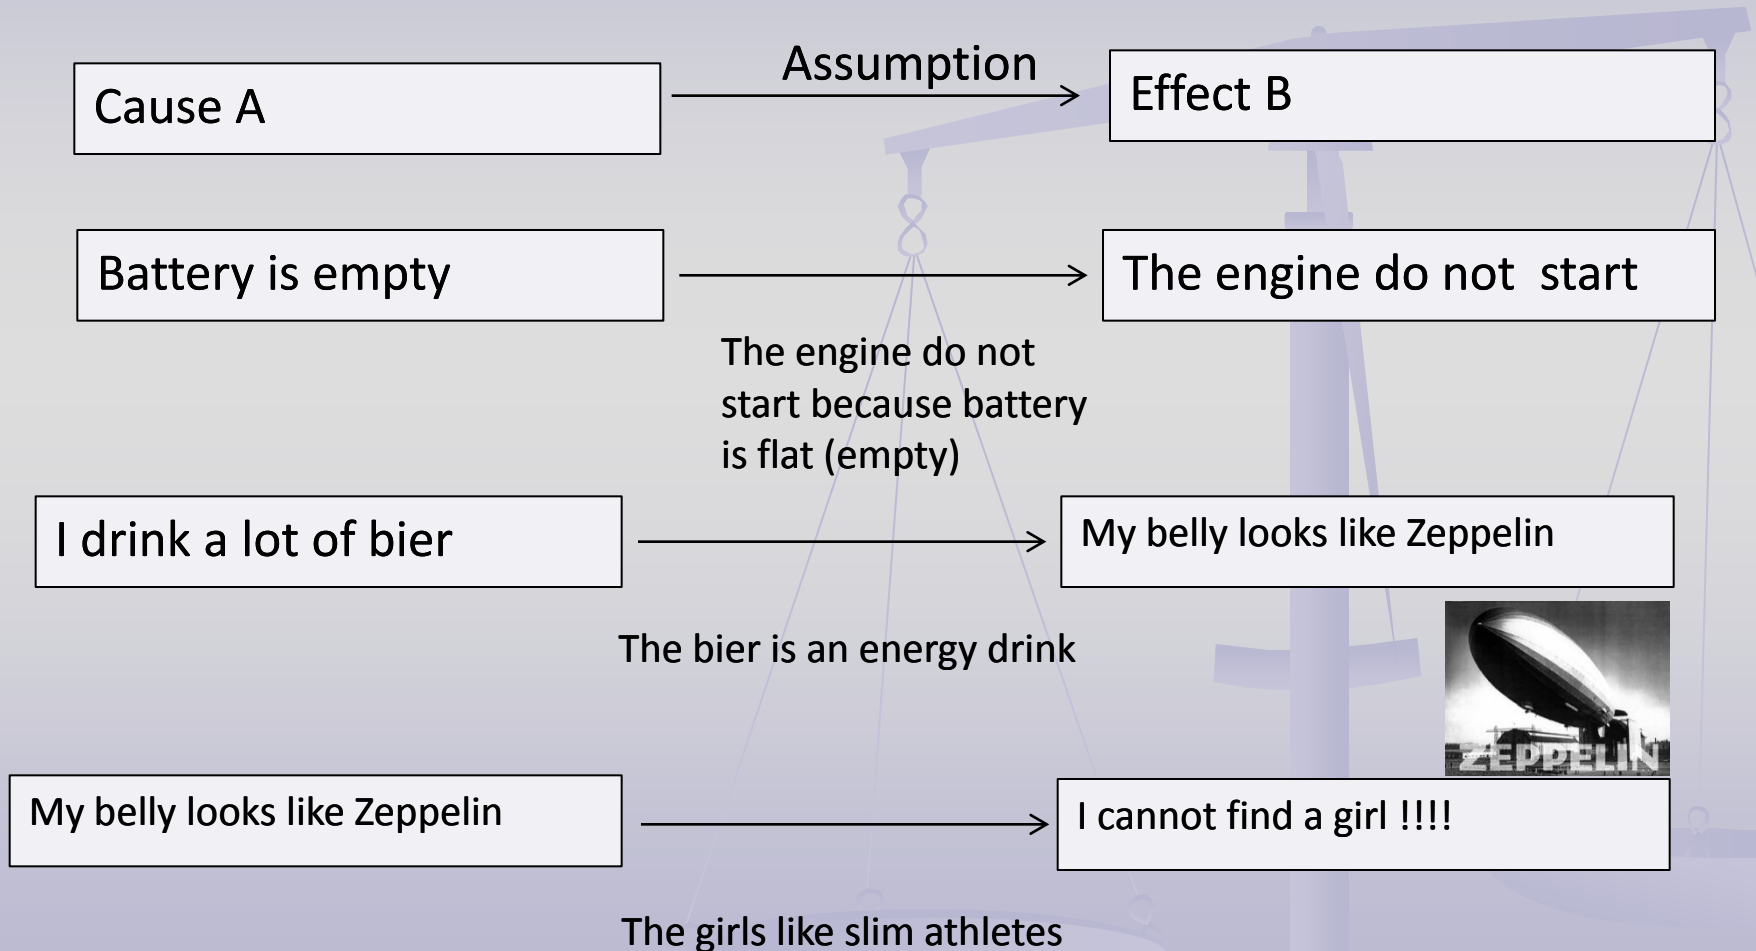 Cause A
Assumption
Effect B
Battery is empty
The engine do not  start
The engine do not
start because battery
is flat (empty)
I drink a lot of bier
My belly looks like Zeppelin
The bier is an energy drink
ZEPPELIN
My belly looks like Zeppelin
I cannot find a girl !!!!
The girls like slim athletes